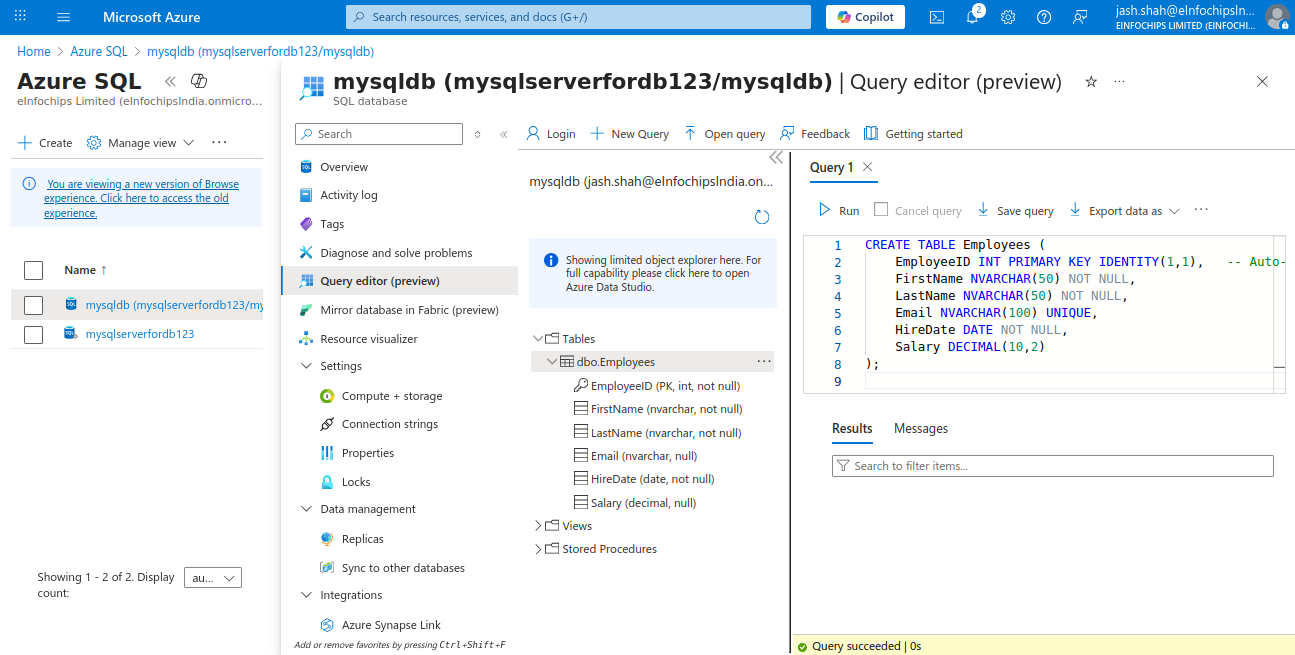 Microsoft Azure
Search resources, services, and docs (G+/)
Copilot
2
jash.shah@eInfochipsIn...
EINFOCHIPS LIMITED (EINFOCHI...
Home > Azure SQL > mysqldb (mysqlserverfordb123/mysqldb)
Azure SQL
eInfochips Limited (eInfochipsIndia.onmicro...
Create
Manage view
...
You are viewing a new version of Browse
experience. Click here to access the old
experience.
Name ↑
mysqldb (mysqlserverfordb123/my
mysqlserverfordb123
Showing 1 - 2 of 2. Display
count:
au...
mysqldb (mysqlserverfordb123/mysqldb) | Query editor (preview)
...
SQL database
Search
Overview
Activity log
Tags
Diagnose and solve problems
Query editor (preview)
Mirror database in Fabric (preview)
Resource visualizer
Settings
Compute + storage
Connection strings
Properties
Locks
Data management
Replicas
Sync to other databases
Integrations
Azure Synapse Link
Add or remove favorites by pressing Ctrl+Shift+F
Login
New Query
Open query
Feedback
Getting started
mysqldb (jash.shah@eInfochipsIndia.on...
Showing limited object explorer here. For
full capability please click here to open
Azure Data Studio.
Tables
dbo.Employees
...
EmployeeID (PK, int, not null)
FirstName (nvarchar, not null)
LastName (nvarchar, not null)
Email (nvarchar, null)
HireDate (date, not null)
Salary (decimal, null)
Views
Stored Procedures
Query 1
Run
Cancel query
Save query
Export data as
...
1 CREATE TABLE Employees (
2 EmployeeID INT PRIMARY KEY IDENTITY(1,1), -- Auto-
3 FirstName NVARCHAR(50) NOT NULL,
4 LastName NVARCHAR(50) NOT NULL,
5 Email NVARCHAR(100) UNIQUE,
6 HireDate DATE NOT NULL,
7 Salary DECIMAL(10,2)
8 );
9
Results
Messages
Search to filter items...
Query succeeded | 0s